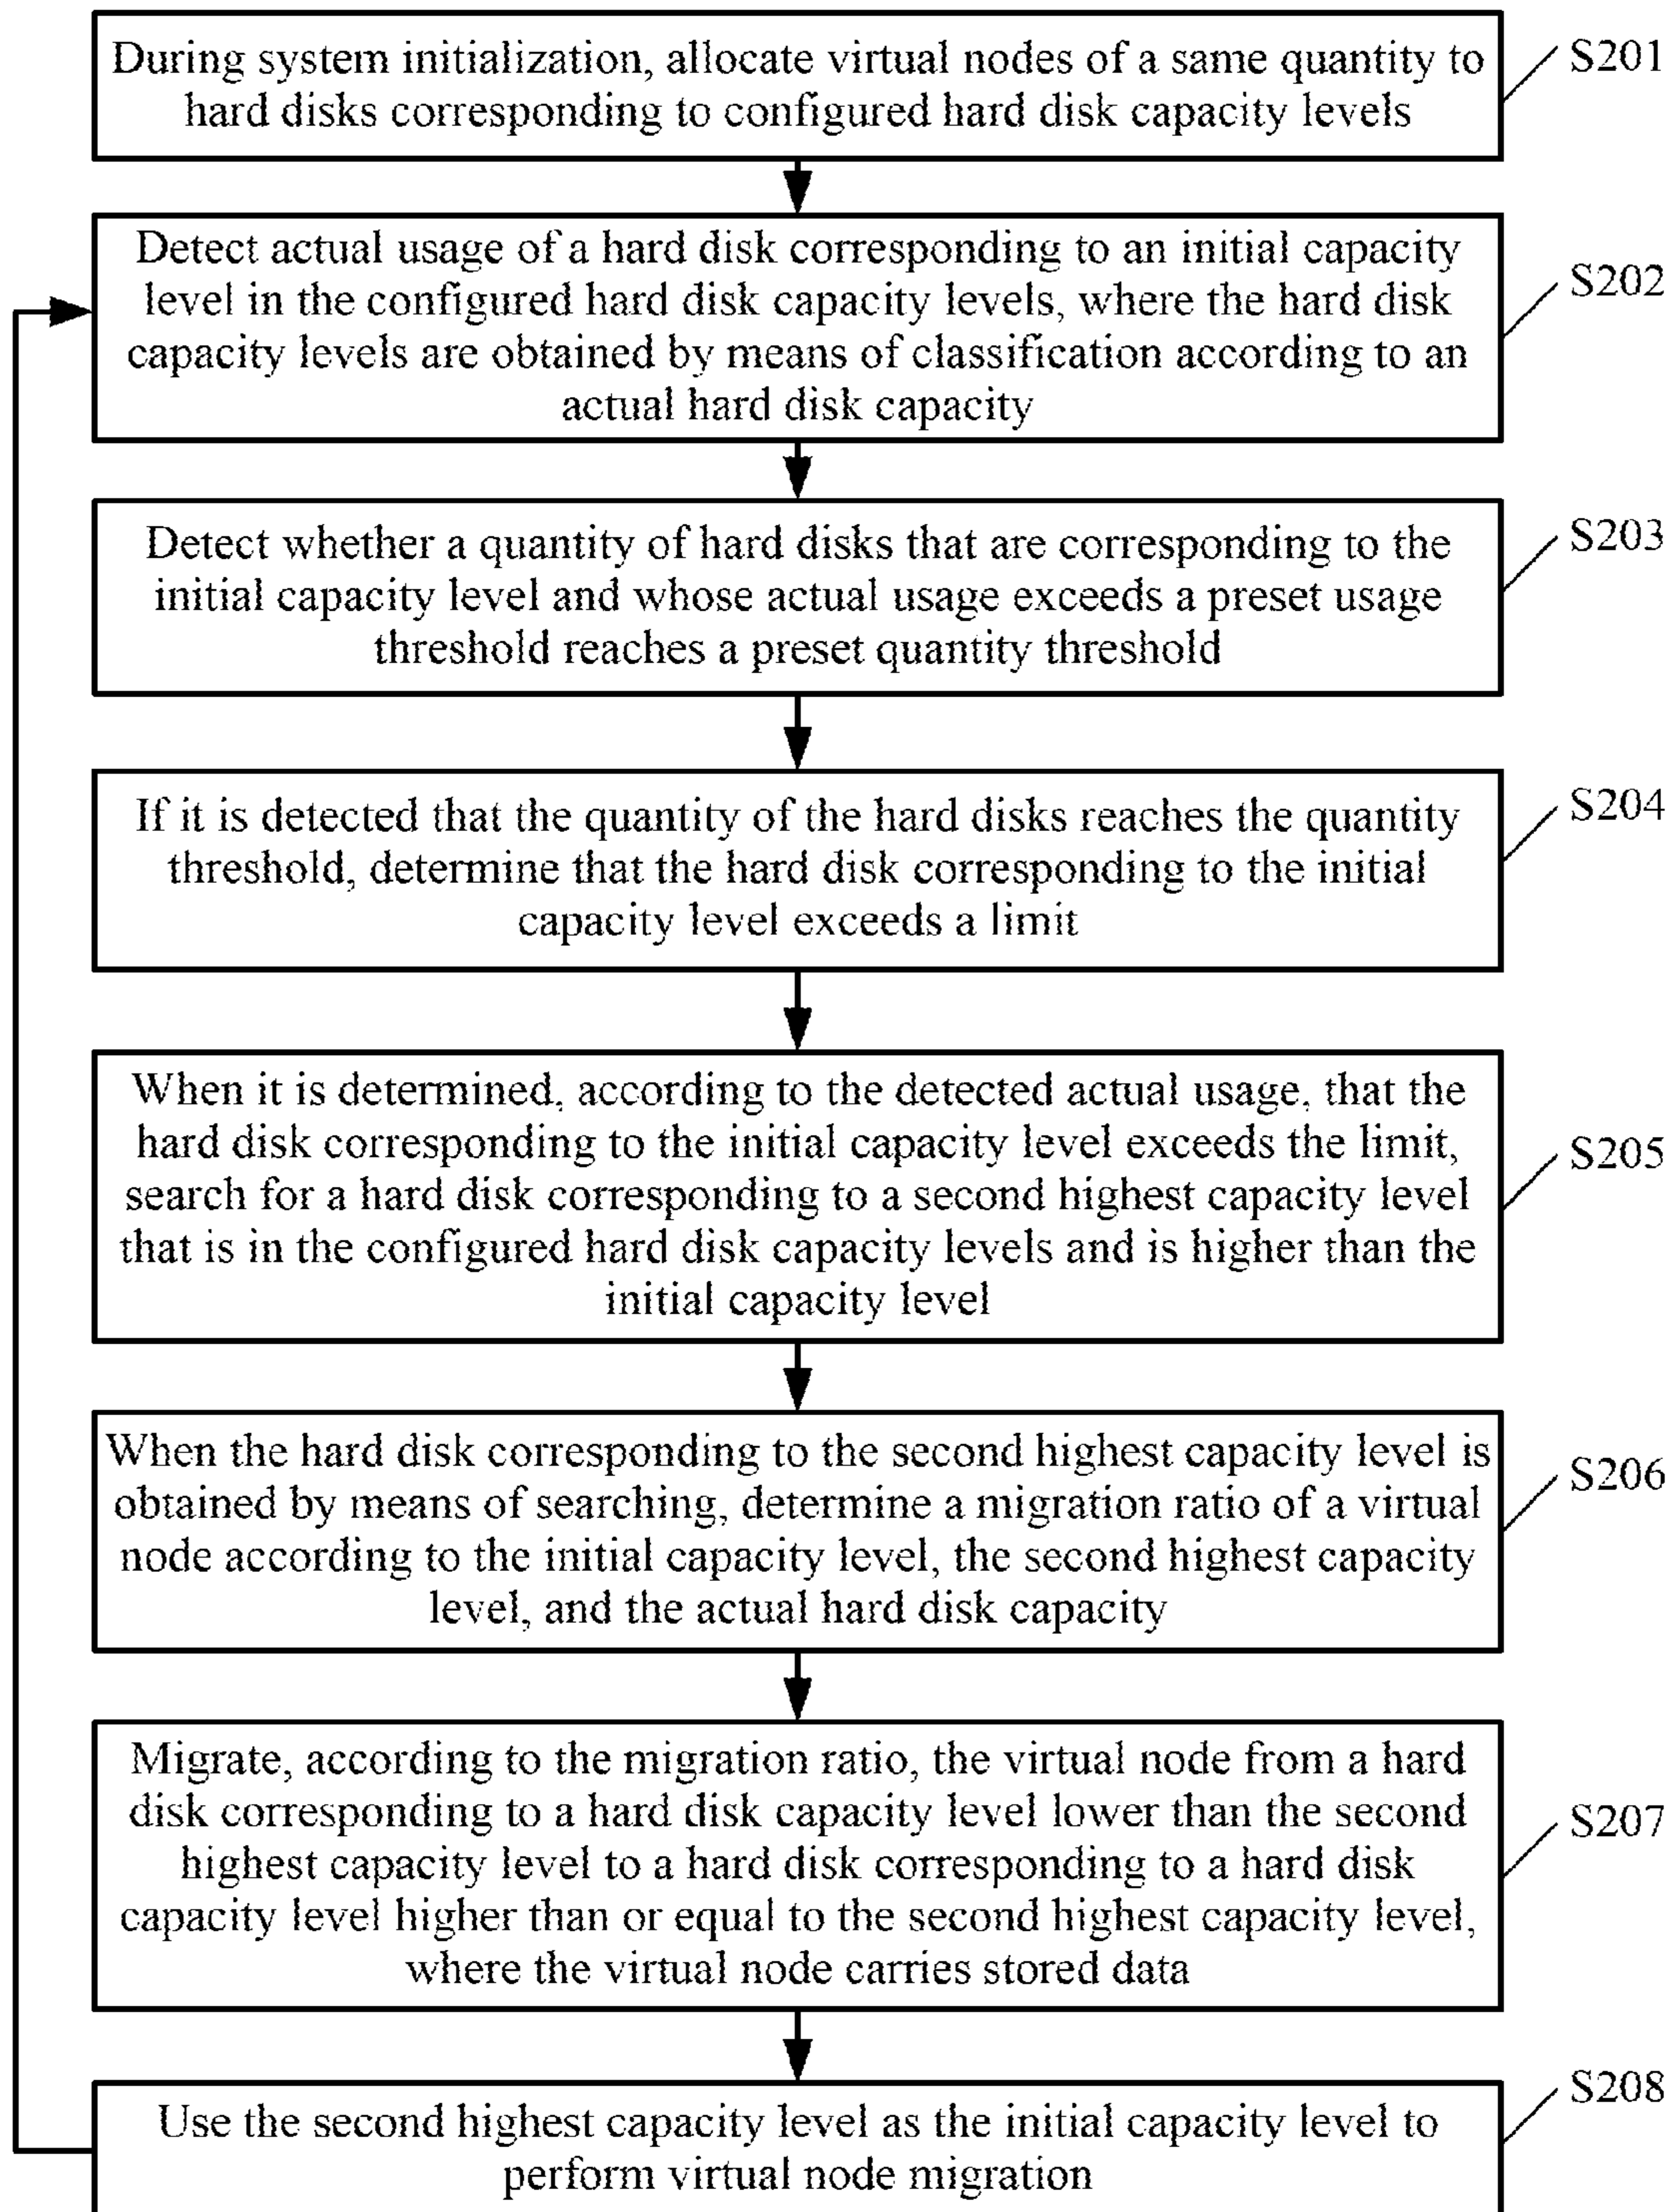 During system initialization, allocate virtual nodes of a same quantity to
hard disks corresponding to configured hard disk capacity levels
S201
Detect actual usage of a hard disk corresponding to an initial capacity
level in the configured hard disk capacity levels, where the hard disk
capacity levels are obtained by means of classification according to an
actual hard disk capacity
S202
Detect whether a quantity of hard disks that are corresponding to the
initial capacity level and whose actual usage exceeds a preset usage
threshold reaches a preset quantity threshold
S203
If it is detected that the quantity of the hard disks reaches the quantity
threshold, determine that the hard disk corresponding to the initial
capacity level exceeds a limit
S204
When it is determined, according to the detected actual usage, that the
hard disk corresponding to the initial capacity level exceeds the limit,
search for a hard disk corresponding to a second highest capacity level
that is in the configured hard disk capacity levels and is higher than the
initial capacity level
S205
When the hard disk corresponding to the second highest capacity level is
obtained by means of searching, determine a migration ratio of a virtual
node according to the initial capacity level, the second highest capacity
level, and the actual hard disk capacity
S206
Migrate, according to the migration ratio, the virtual node from a hard
disk corresponding to a hard disk capacity level lower than the second
highest capacity level to a hard disk corresponding to a hard disk
capacity level higher than or equal to the second highest capacity level,
where the virtual node carries stored data
S207
Use the second highest capacity level as the initial capacity level to
perform virtual node migration
S208